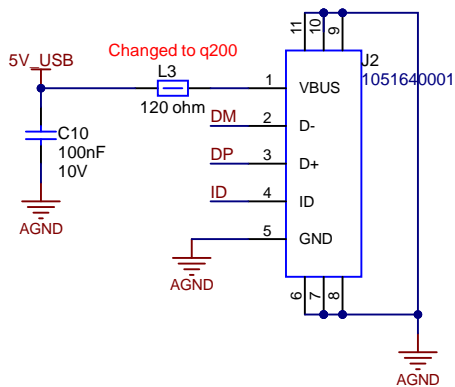 11
10
9
Changed to q200
5V_USB
L3
J2
1051640001
120 ohm
1
VBUS
C10
100nF
10V
DM
2
D-
DP
3
D+
ID
4
ID
5
GND
AGND
AGND
6
7
8
AGND